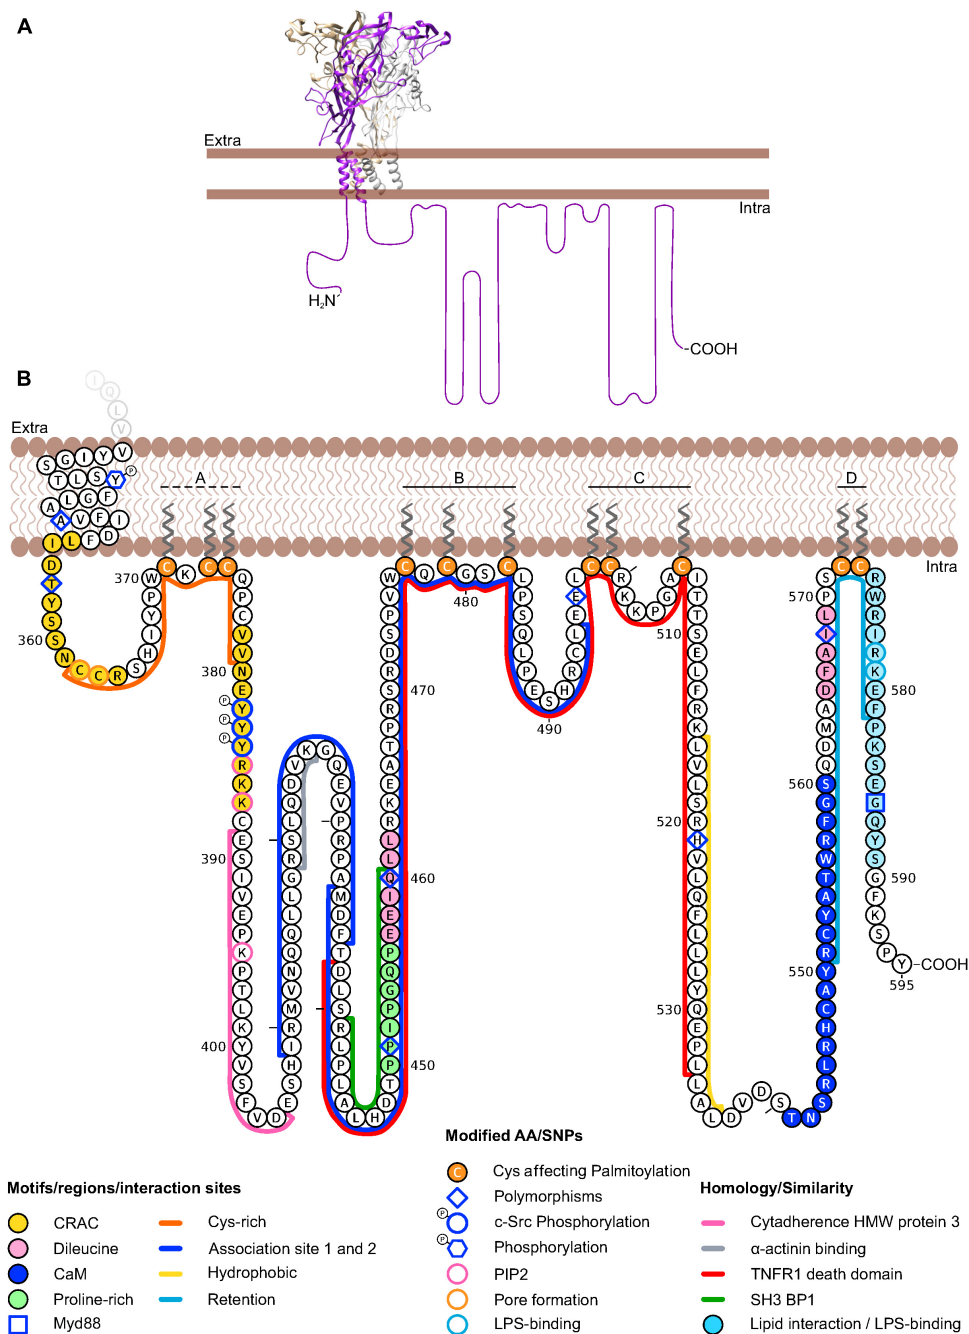 A
Extra
Intra
H₂N´
-COOH
B
I
Q
L
V
Extra
S G I Y V
T L S Y P
A L G F
A V F I
I L F D
A
B
C
D
Intra
D
T
Y
S
360 S
N C C R S H
I
Y
P
370 W
C K C C
Q
P
C
V
V
380 N
E
P Y
P Y
P Y
R
K
K
C
E
390 S
I
V
E
P
K
P
T
L
K
400 Y
V
S
F V D E
S
H
I
R
M
V
N
Q
Q
L
L
G
R
S
L
Q
D
V K G Q
E
V
P
R
P
A
M
D
F
T
D
L
S
R
L
P
L
A L H D
T
P 450
P
I
P
G
Q
P
E
E
I
Q 460
L
L
R
K
E
A
T
P
R
S
R 470
D
S
P
V
W
C Q C G S C
480
L
P
S
Q
L
P E S H R
490
C
L
E
E
L
C C R K K P G A C
I
T
T
510
S
E
L
F
R
K
L
V
L
S
520 R
H
V
L
Q
F
L
L
L
Y
530 Q
E
P
L
L
A L D V D S T N S
R
L
R
H
C
A
550 Y
R
C
Y
A
T
W
R
F
G
560 S
Q
D
M
A
D
F
A
I
L
570 P
S
C C
R
W
R
I
R
K
E 580
F
P
K
S
E
G
Q
Y
S
G 590
F
K
S
P Y -COOH
595
Modified AA/SNPs
C Cys affecting Palmitoylation
Polymorphisms
P c-Src Phosphorylation
P Phosphorylation
PIP2
Pore formation
LPS-binding
Motifs/regions/interaction sites
CRAC
Dileucine
CaM
Proline-rich
Myd88
Cys-rich
Association site 1 and 2
Hydrophobic
Retention
Homology/Similarity
Cytadherence HMW protein 3
α-actinin binding
TNFR1 death domain
SH3 BP1
Lipid interaction / LPS-binding